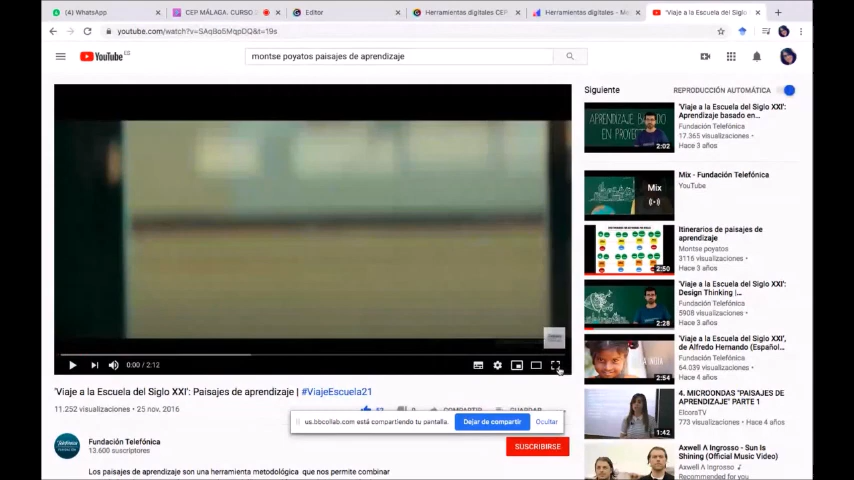 (4) WhatsApp
CEP MÁLAGA. CURSO
Editor
Herramientas digitales CEP
Herramientas digitales - Me
"Viaje a la Escuela del Siglo
youtube.com/watch?v=SAqBo5MqpDQ&t=19s
YouTube CO
montse poyatos paisajes de aprendizaje
Siguiente
REPRODUCCIÓN AUTOMÁTICA
APRENDIZAJE BASADO EN PROYECTO
2:02
'Viaje a la Escuela del Siglo XXI': Aprendizaje basado en...
Fundación Telefónica
17.365 visualizaciones •
Hace 3 años
Mix
Mix - Fundación Telefónica
YouTube
2:50
Itinerarios de paisajes de aprendizaje
Montse poyatos
3116 visualizaciones •
Hace 3 años
2:28
'Viaje a la Escuela del Siglo XXI': Design Thinking |...
Fundación Telefónica
5908 visualizaciones •
Hace 3 años
A INDIA
2:54
'Viaje a la Escuela del Siglo XXI', de Alfredo Hernando (Español...
Fundación Telefónica
64.039 visualizaciones •
Hace 4 años
1:42
4. MICROONDAS "PAISAJES DE APRENDIZAJE" PARTE 1
ElcoraTV
773 visualizaciones • Hace 4 años
Axwell Λ Ingrosso - Sun Is Shining (Official Music Video)
Axwell Λ Ingrosso
Recommended for you
0:00 / 2:12
'Viaje a la Escuela del Siglo XXI': Paisajes de aprendizaje | #ViajeEscuela21
11.252 visualizaciones • 25 nov. 2016
us.bbcollab.com está compartiendo tu pantalla.
Dejar de compartir
Ocultar
Fundación Telefónica
13.600 suscriptores
SUSCRIBIRSE
Los paisajes de aprendizaje son una herramienta metodológica que nos permite combinar